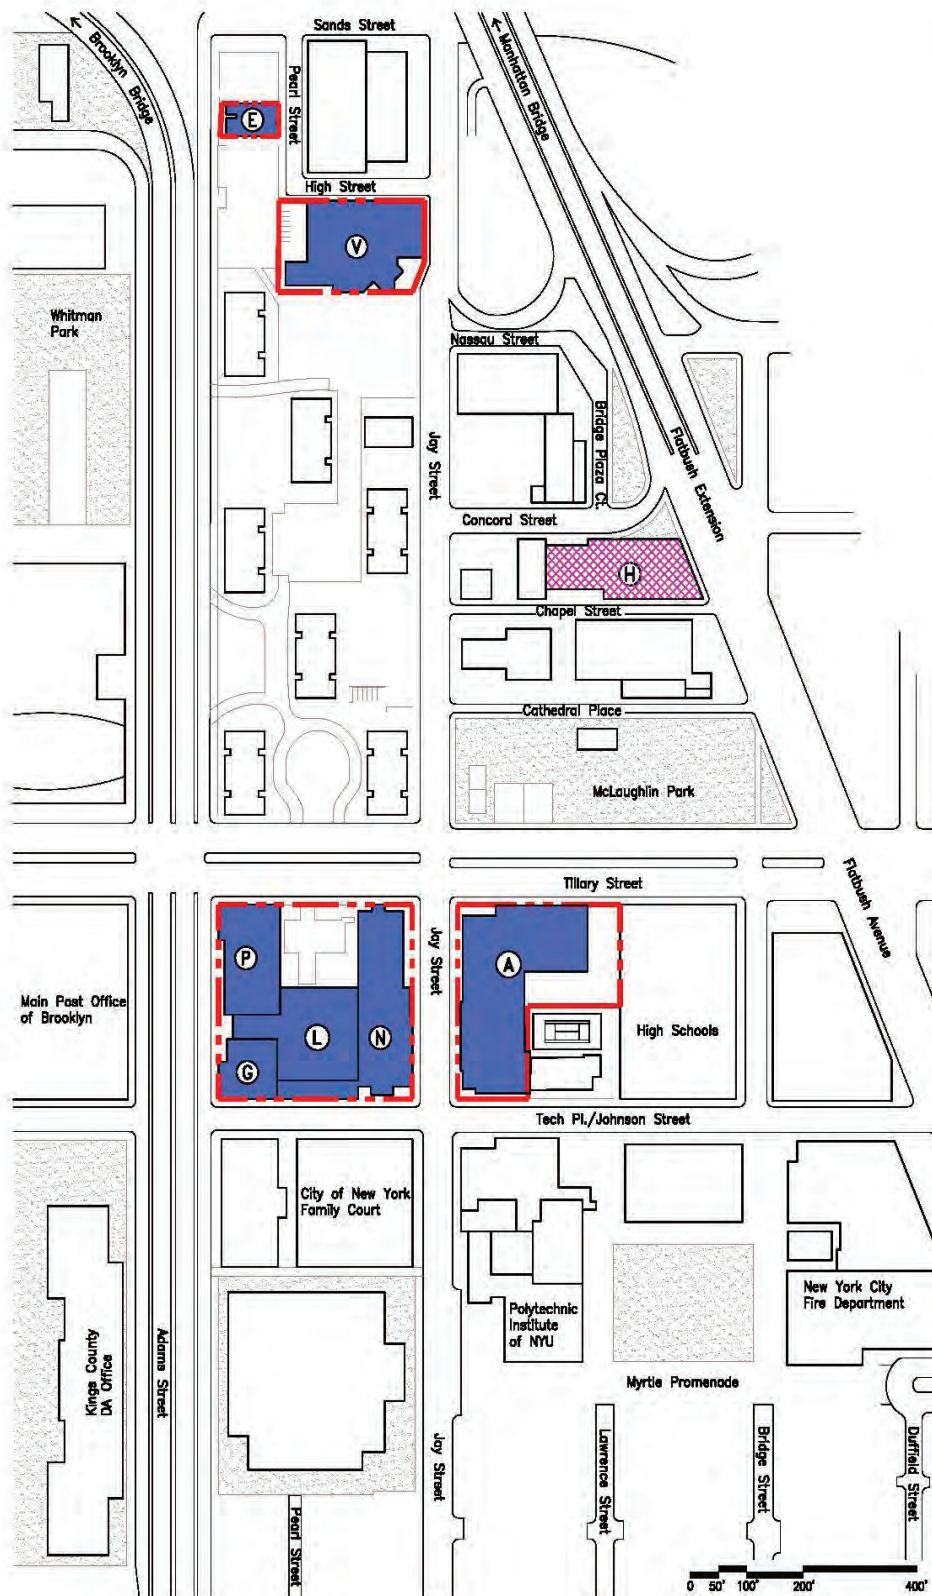 Sands Street
← Brooklyn Bridge
← Manhattan Bridge
Pearl Street
E
High Street
V
Whitman
Park
Nassau Street
Bridge Plaza Ct.
Flatbush Extension
Jay Street
Concord Street
H
Chapel Street
Cathedral Place
McLaughlin Park
Tillary Street
Flatbush Avenue
Jay Street
P
A
Main Post Office
of Brooklyn
L
N
High Schools
G
Tech Pl./Johnson Street
City of New York
Family Court
New York City
Fire Department
Polytechnic
Institute
of NYU
Kings County
DA Office
Adams Street
Myrtle Promenade
Jay Street
Lawrence Street
Bridge Street
Duffield Street
Pearl Street
0 50' 100' 200' 400'